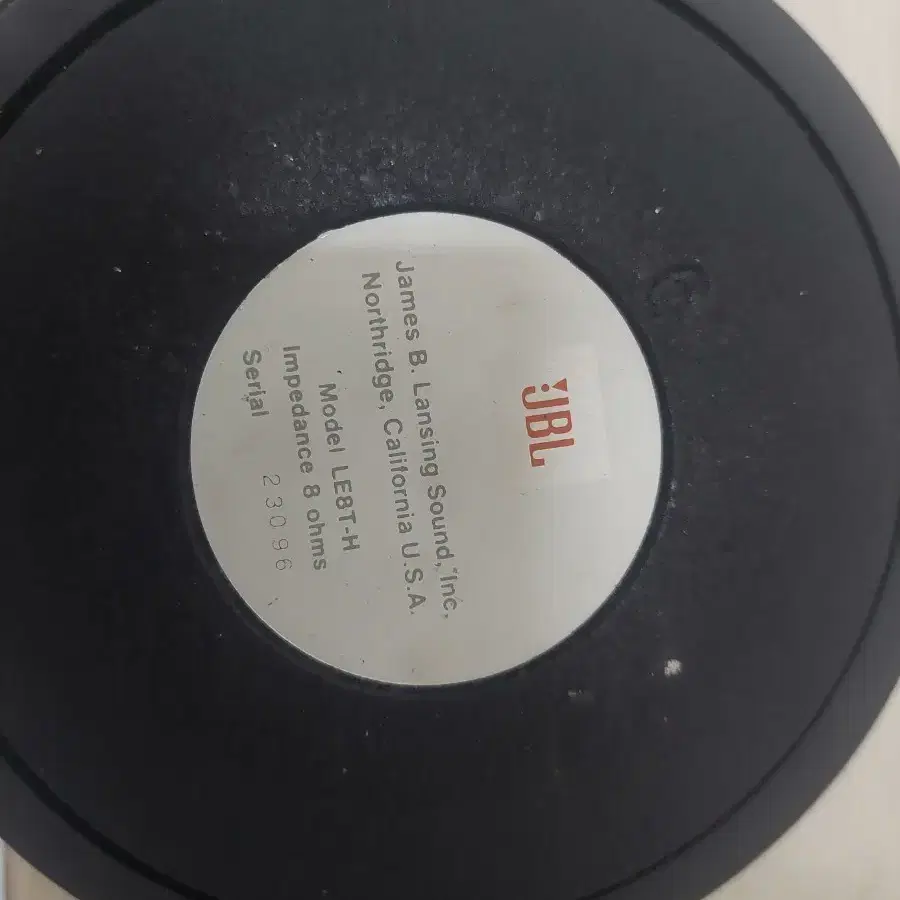 JBL
James B. Lansing Sound, Inc,
Northridge, California U.S.A.
Model LE8T-H
Impedance 8 ohms
Serial 23096